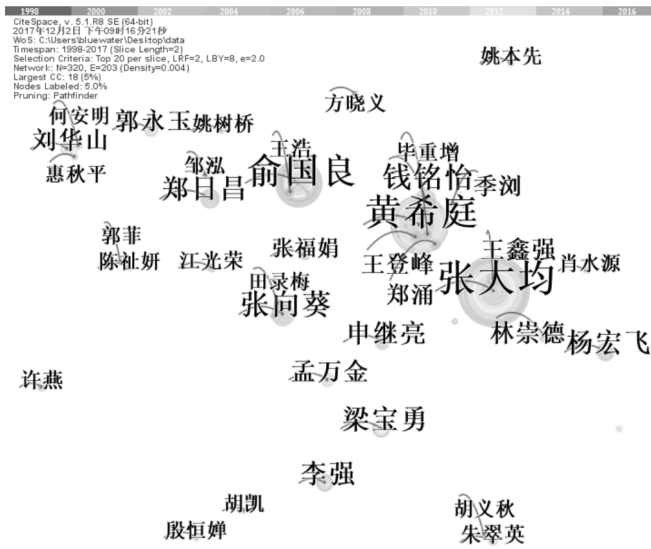 1998 2000 2002 2004 2006 2008 2010 2012 2014 2016
CiteSpace, v. 5.1.R8 SE (64-bit)
2017年12月2日 下午09时16分21秒
WoS: C:\Users\bluewater\Desktop\data
Timespan: 1998-2017 (Slice Length=2)
Selection Criteria: Top 20 per slice, LRF=2, LBY=8, e=2.0
Network: N=320, E=203 (Density=0.004)
Largest CC: 18 (5%)
Nodes Labeled: 5.0%
Pruning: Pathfinder
姚本先
方晓义
何安明
郭永玉
姚树桥
刘华山
王浩
毕重增
惠秋平
邹泓
俞国良
钱铭怡
季浏
郑日昌
黄希庭
郭菲
张福娟
王鑫强
陈祉妍
江光荣
王登峰
肖水源
田录梅
张大均
郑涌
张向葵
申继亮
林崇德
杨宏飞
孟万金
许燕
梁宝勇
李强
胡凯
胡义秋
殷恒婵
朱翠英